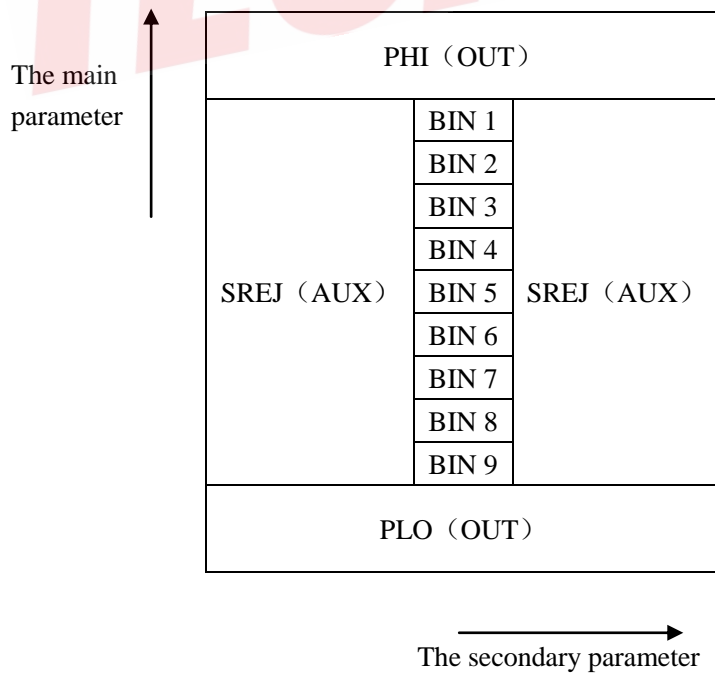 The main
parameter
PHI（OUT）
BIN 1
BIN 2
BIN 3
BIN 4
SREJ（AUX）
BIN 5
SREJ（AUX）
BIN 6
BIN 7
BIN 8
BIN 9
PLO（OUT）
The secondary parameter